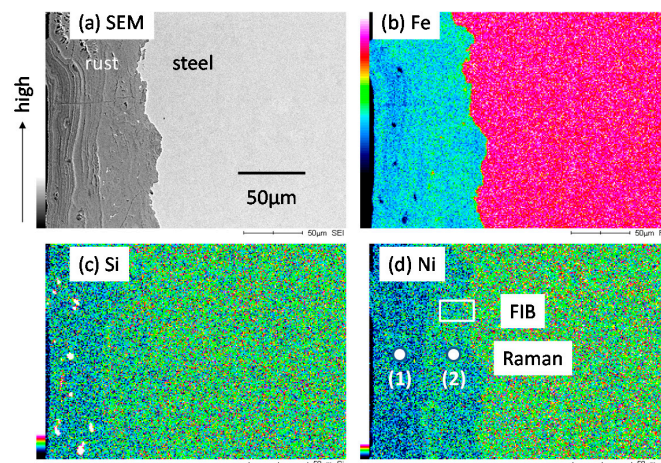 (a) SEM
rust
steel
high
50μm
50μm SEI
(b) Fe
50μm F
(c) Si
(d) Ni
FIB
Raman
(1)
(2)